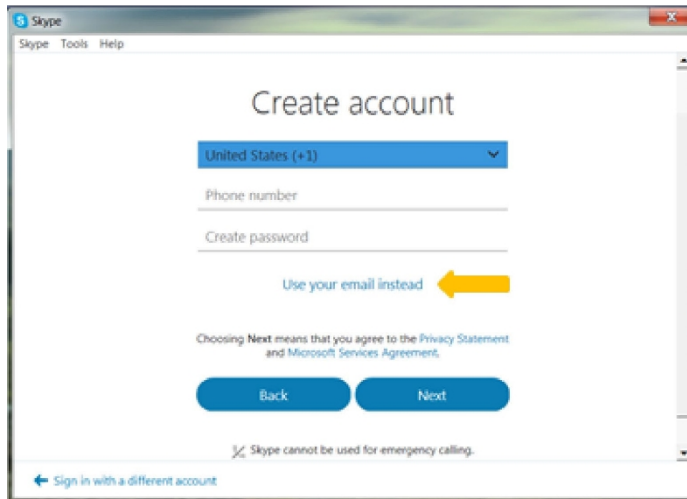 Skype
Skype Tools Help
Create account
United States (+1)
Phone number
Create password
Use your email instead
Choosing Next means that you agree to the Privacy Statement
and Microsoft Services Agreement.
Back Next
Skype cannot be used for emergency calling.
Sign in with a different account